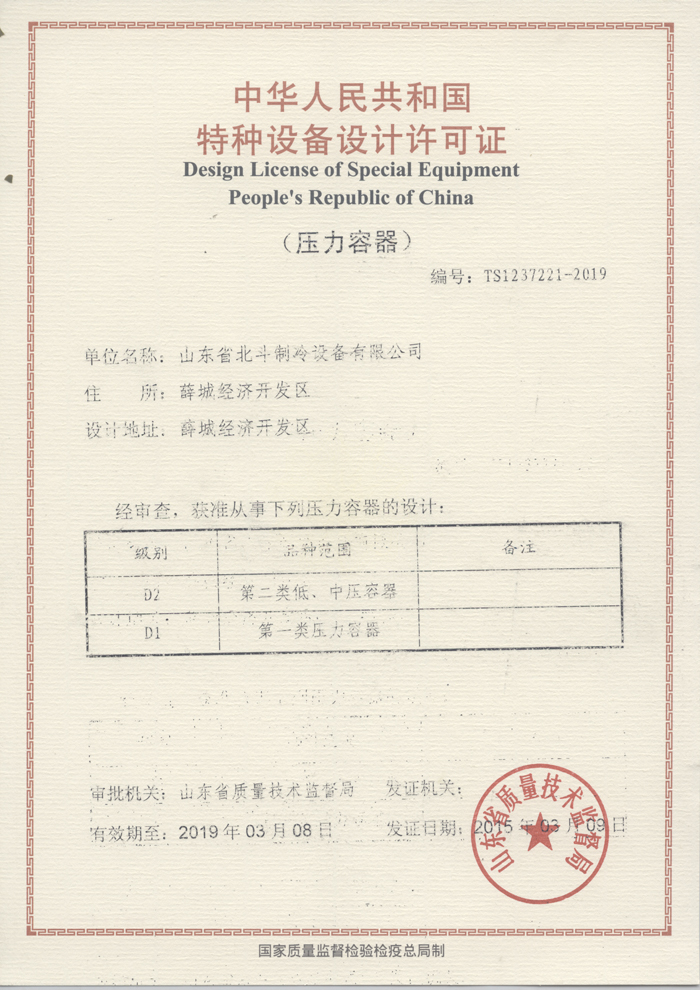 中华人民共和国
特种设备设计许可证
Design License of Special Equipment
People's Republic of China
（压力容器）
编号：TS1237221-2019
单位名称：山东省北斗制冷设备有限公司
住　所：薛城经济开发区
设计地址：薛城经济开发区
经审查，获准从事下列压力容器的设计：
级别 品种范围 备注
D2 第二类低、中压容器
D1 第一类压力容器
审批机关：山东省质量技术监督局 发证机关：
有效期至：2019年03月08日 发证日期：2015年03月09日
山东省质量技术监督局
国家质量监督检验检疫总局制